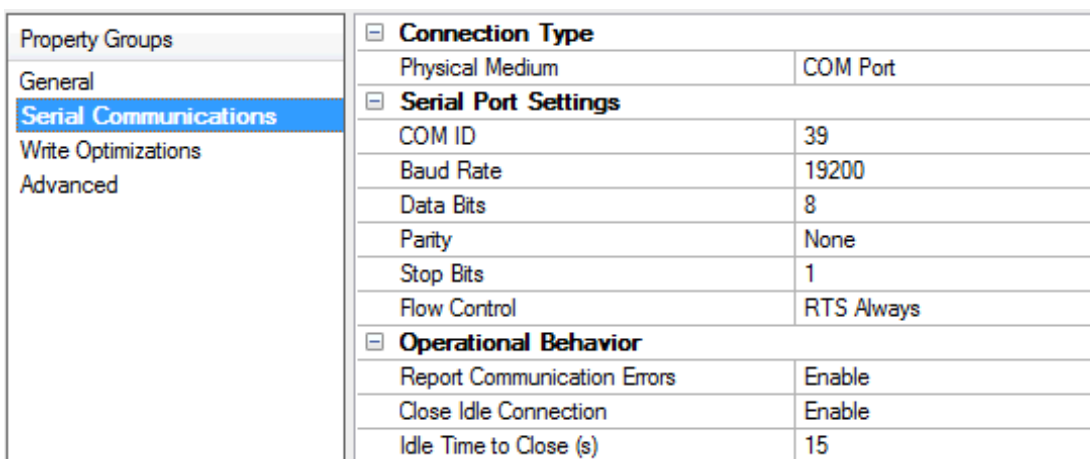 Property Groups
General
Serial Communications
Write Optimizations
Advanced
Connection Type
Physical Medium COM Port
Serial Port Settings
COM ID 39
Baud Rate 19200
Data Bits 8
Parity None
Stop Bits 1
Flow Control RTS Always
Operational Behavior
Report Communication Errors Enable
Close Idle Connection Enable
Idle Time to Close (s) 15